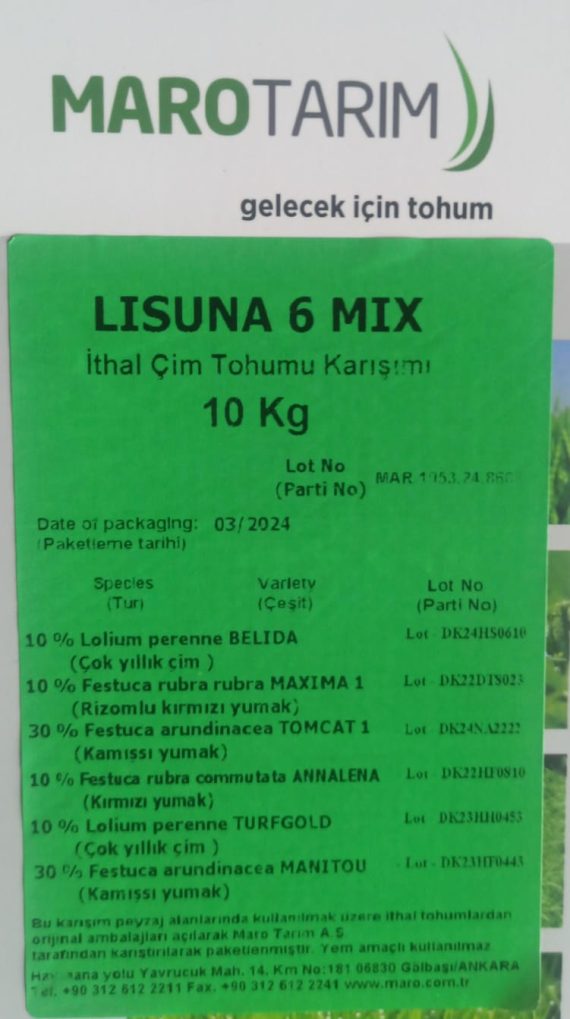 MAROTARIM
gelecek için tohum
LISUNA 6 MIX
İthal Çim Tohumu Karışımı
10 Kg
Lot No
(Parti No)
Date of packaging: 03/2024
(Paketleme tarihi)
Species Variety Lot No
(Tur) (Çeşit) (Parti No)
10 % Lolium perenne BELIDA Lot - DK24HS0610
(Çok yıllık çim )
10 % Festuca rubra rubra MAXIMA 1 Lot - DK22DTS023
(Rizomlu kırmızı yumak)
30 % Festuca arundinacea TOMCAT 1 Lot - DK24NA2222
(Kamıssı yumak)
10 % Festuca rubra commutata ANNALENA Lot - DK22HF0810
(Kırmızı yumak)
10 % Lolium perenne TURFGOLD Lot - DK23HH0453
(Çok yıllık çim )
30 % Festuca arundinacea MANITOU - Lot - DK23HF0443
(Kamıssı yumak)
Bu karışım peyzaj alanlarında kullanılmak üzere ithal tohumlardan
orijinal ambalajları açılarak Maro Tarım A.Ş.
tarafından karıştırılarak paketlenmiştir. Yem amaçlı kullanılmaz
yolu Yavrucuk Mah. 14. Km No:181 06830 Gölbaşı/ANKARA
Tel. +90 312 612 2211 Fax. +90 312 612 2241 www.maro.com.tr